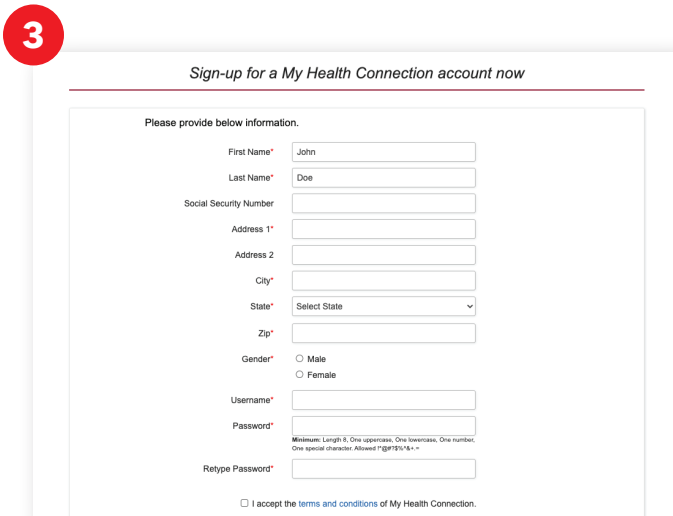 3
Sign-up for a My Health Connection account now
Please provide below information.
First Name* John
Last Name* Doe
Social Security Number
Address 1*
Address 2
City*
State* Select State
Zip*
Gender* Male
Female
Username*
Password*
Minimum: Length 8, One uppercase, One lowercase, One number,
One special character. Allowed !*@#?$%^&+.=
Retype Password*
I accept the terms and conditions of My Health Connection.